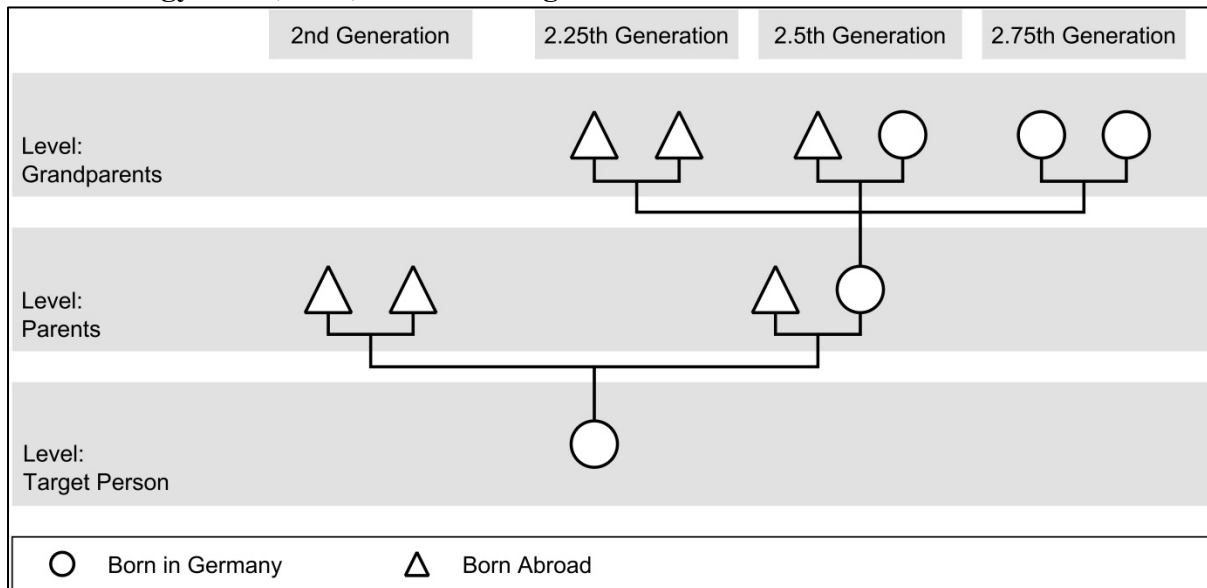 2nd Generation
2.25th Generation
2.5th Generation
2.75th Generation
Level:
Grandparents
Level:
Parents
Level:
Target Person
Born in Germany
Born Abroad